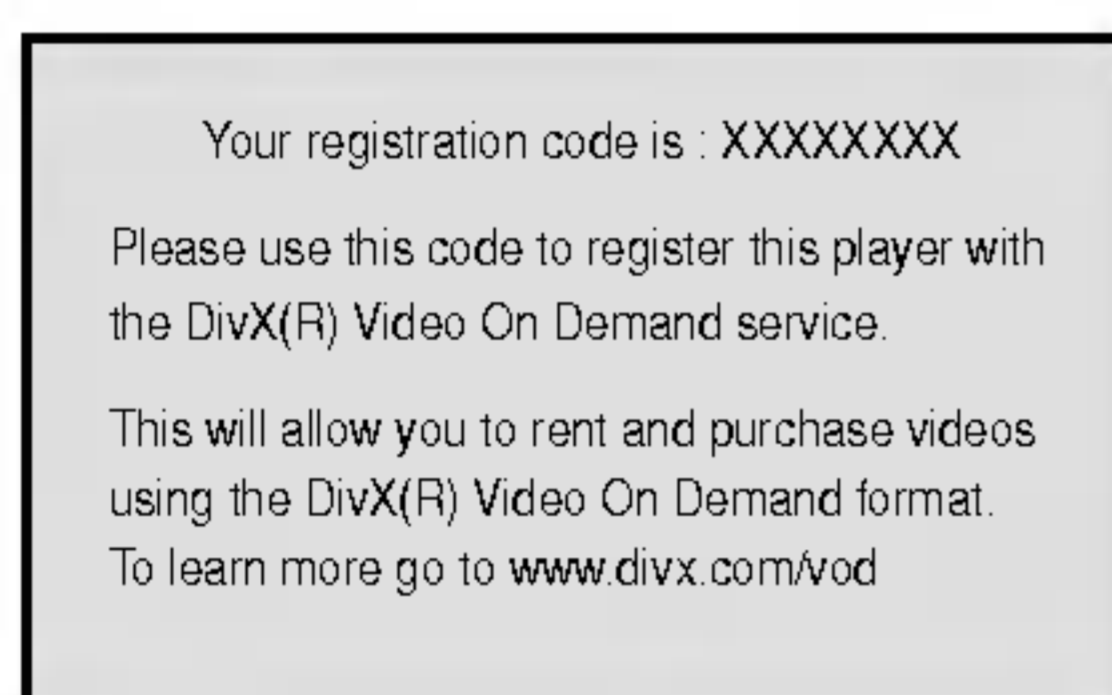 Your registration code is : XXXXXXXX
Please use this code to register this player with
the DivX(R) Video On Demand service.
This will allow you to rent and purchase videos
using the DivX(R) Video On Demand format.
To learn more go to www.divx.com/vod